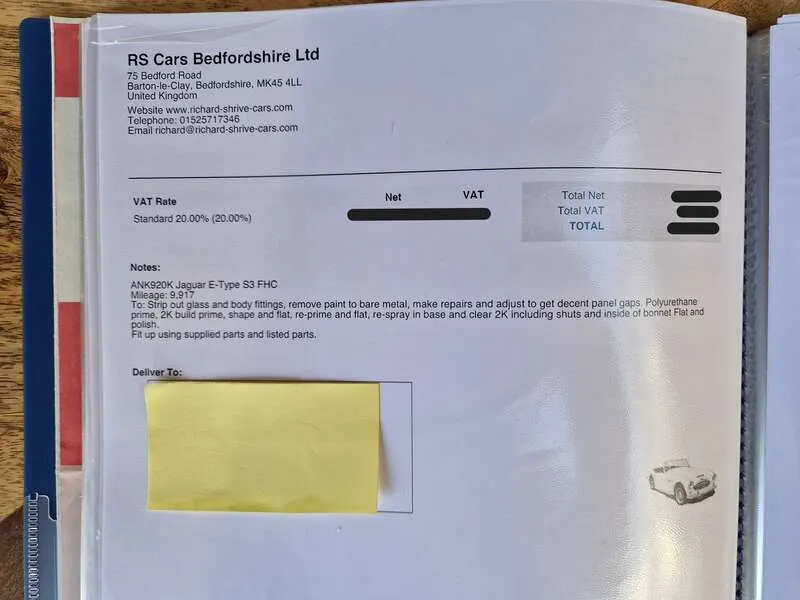 RS Cars Bedfordshire Ltd
75 Bedford Road
Barton-le-Clay, Bedfordshire, MK45 4LL
United Kingdom
Website www.richard-shrive-cars.com
Telephone: 01525717346
Email richard@richard-shrive-cars.com
VAT Rate Net VAT
Standard 20.00% (20.00%)
Total Net
Total VAT
TOTAL
Notes:
ANK920K Jaguar E-Type S3 FHC
Mileage: 9,917
To: Strip out glass and body fittings, remove paint to bare metal, make repairs and adjust to get decent panel gaps. Polyurethane
prime, 2K build prime, shape and flat, re-prime and flat, re-spray in base and clear 2K including shuts and inside of bonnet Flat and
polish.
Fit up using supplied parts and listed parts.
Deliver To: